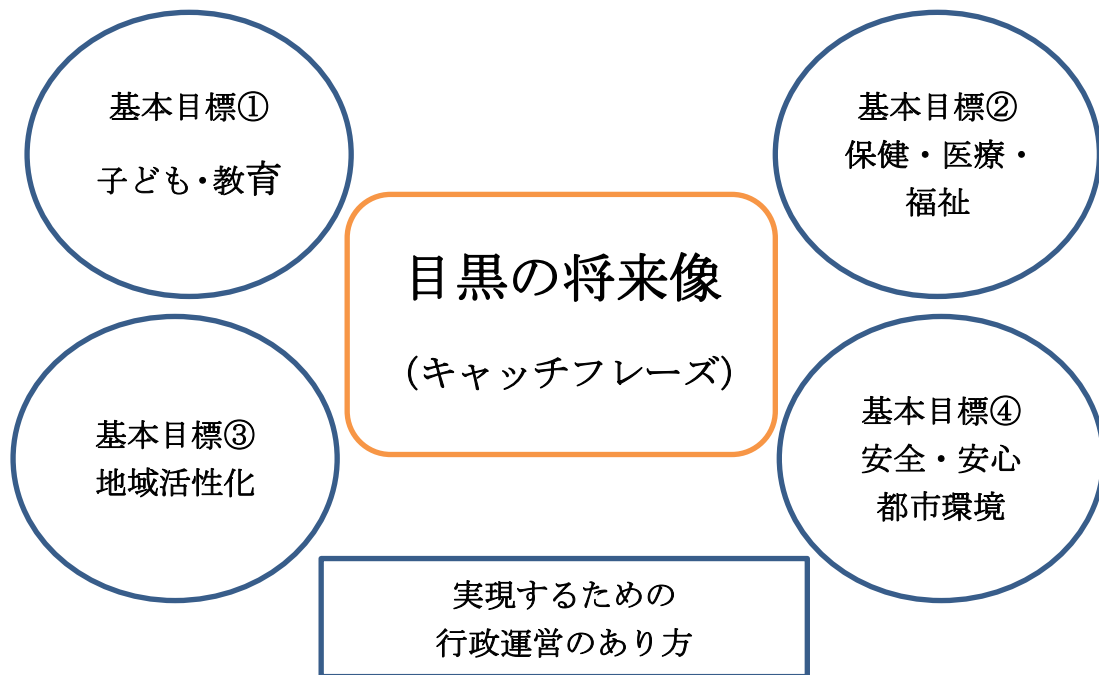 基本目標①
子ども・教育
基本目標②
保健・医療・
福祉
目黒の将来像
(キャッチフレーズ)
基本目標③
地域活性化
基本目標④
安全・安心
都市環境
実現するための
行政運営のあり方